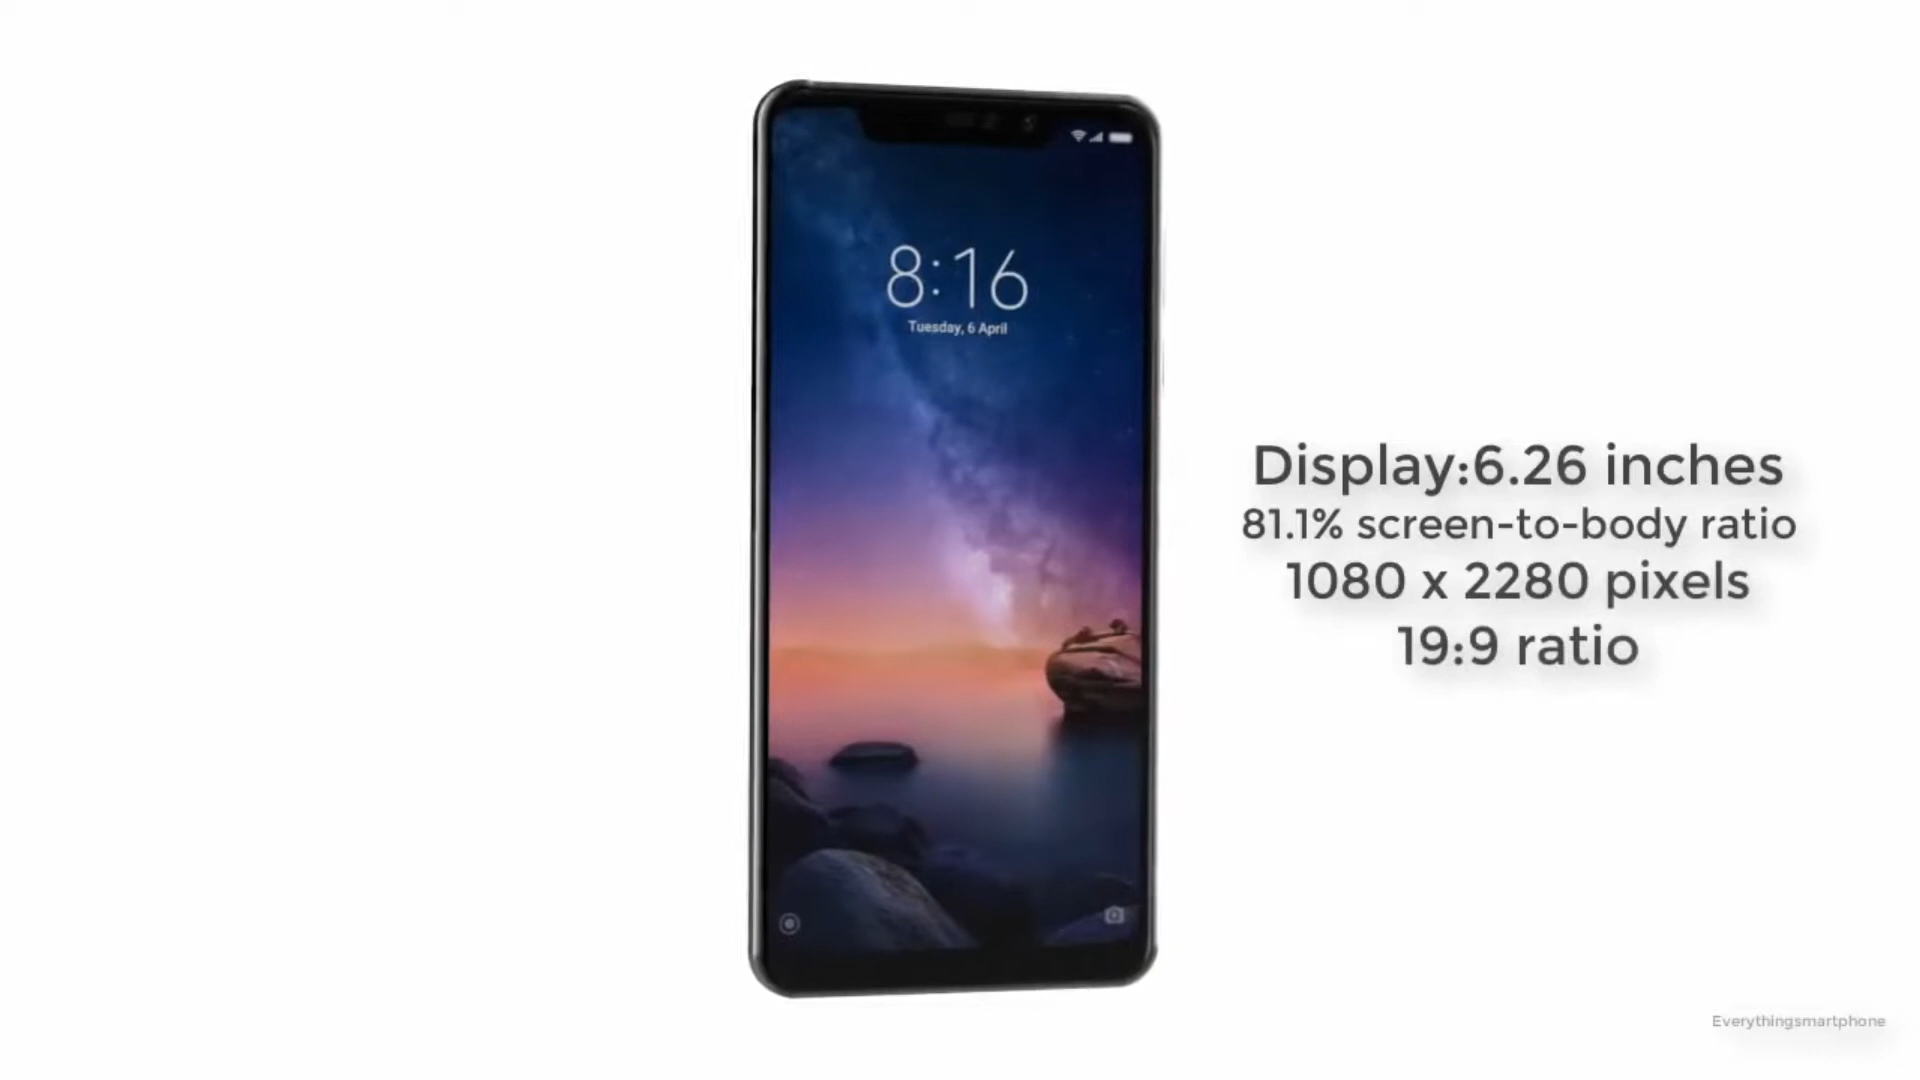 8:16
Tuesday, 6 April
Display:6.26 inches
81.1% screen-to-body ratio
1080 x 2280 pixels
19:9 ratio
Everythingsmartphone